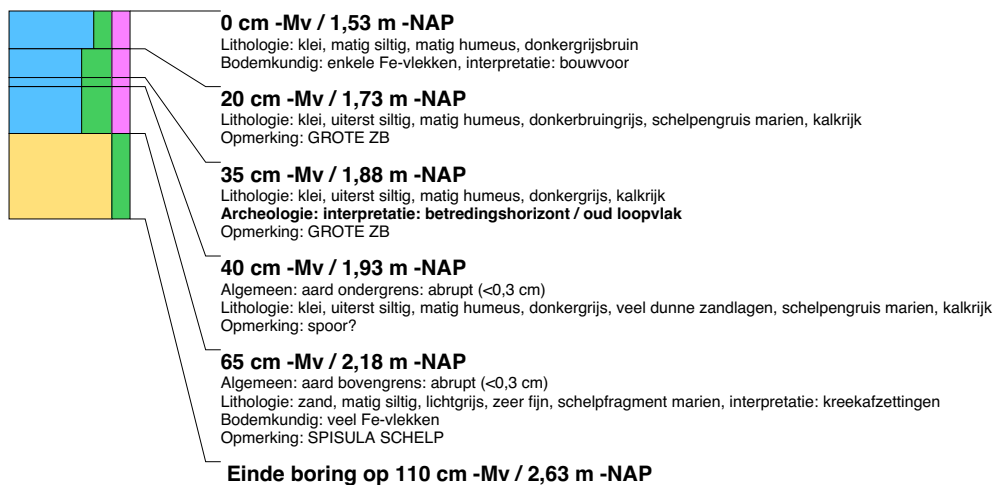 0 cm -Mv / 1,53 m -NAP
Lithologie: klei, matig siltig, matig humeus, donkergrijsbruin
Bodemkundig: enkele Fe-vlekken, interpretatie: bouwvoor
20 cm -Mv / 1,73 m -NAP
Lithologie: klei, uiterst siltig, matig humeus, donkerbruingrijs, schelpengruis marien, kalkrijk
Opmerking: GROTE ZB
35 cm -Mv / 1,88 m -NAP
Lithologie: klei, uiterst siltig, matig humeus, donkergrijs, kalkrijk
Archeologie: interpretatie: betredingshorizont / oud loopvlak
Opmerking: GROTE ZB
40 cm -Mv / 1,93 m -NAP
Algemeen: aard ondergrens: abrupt (<0,3 cm)
Lithologie: klei, uiterst siltig, matig humeus, donkergrijs, veel dunne zandlagen, schelpengruis marien, kalkrijk
Opmerking: spoor?
65 cm -Mv / 2,18 m -NAP
Algemeen: aard bovengrens: abrupt (<0,3 cm)
Lithologie: zand, matig siltig, lichtgrijs, zeer fijn, schelpfragment marien, interpretatie: kreekafzettingen
Bodemkundig: veel Fe-vlekken
Opmerking: SPISULA SCHELP
Einde boring op 110 cm -Mv / 2,63 m -NAP